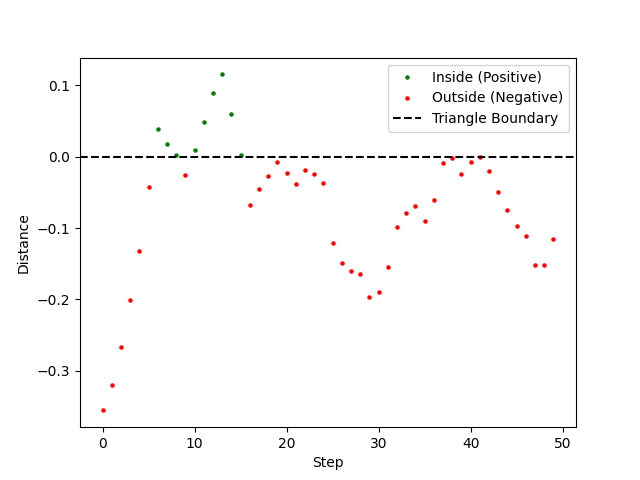 Inside (Positive)
Outside (Negative)
Triangle Boundary
0.1
0.0
−0.1
−0.2
−0.3
Distance
0
10
20
30
40
50
Step